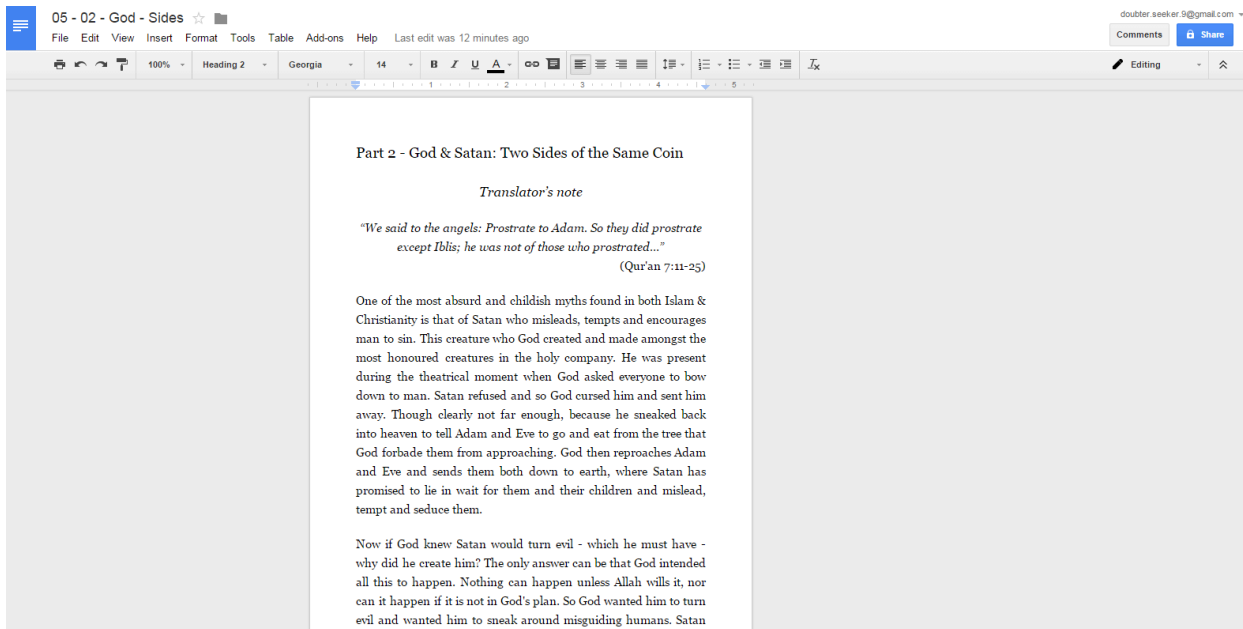 05 - 02 - God - Sides
doubter.seeker.9@gmail.com
File Edit View Insert Format Tools Table Add-ons Help Last edit was 12 minutes ago
Comments Share
100% Heading 2 Georgia 14 B I U A Editing
1 2 3 4 5
Part 2 - God & Satan: Two Sides of the Same Coin
Translator's note
“We said to the angels: Prostrate to Adam. So they did prostrate
except Iblis; he was not of those who prostrated...”
(Qur'an 7:11-25)
One of the most absurd and childish myths found in both Islam &
Christianity is that of Satan who misleads, tempts and encourages
man to sin. This creature who God created and made amongst the
most honoured creatures in the holy company. He was present
during the theatrical moment when God asked everyone to bow
down to man. Satan refused and so God cursed him and sent him
away. Though clearly not far enough, because he sneaked back
into heaven to tell Adam and Eve to go and eat from the tree that
God forbade them from approaching. God then reproaches Adam
and Eve and sends them both down to earth, where Satan has
promised to lie in wait for them and their children and mislead,
tempt and seduce them.
Now if God knew Satan would turn evil - which he must have -
why did he create him? The only answer can be that God intended
all this to happen. Nothing can happen unless Allah wills it, nor
can it happen if it is not in God's plan. So God wanted him to turn
evil and wanted him to sneak around misguiding humans. Satan